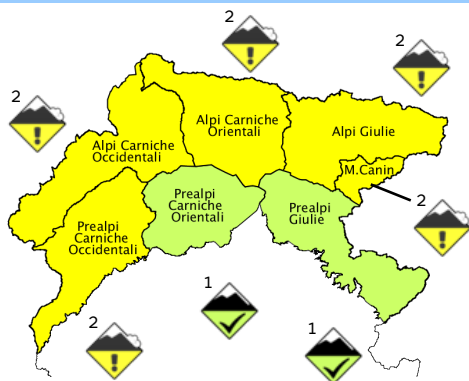 2
2
2
Alpi Carniche
Orientali
Alpi Giulie
Alpi Carniche
Occidentali
M.Canin
Prealpi
Carniche
Orientali
Prealpi
Giulie
2
Prealpi
Carniche
Occidentali
1
2
1